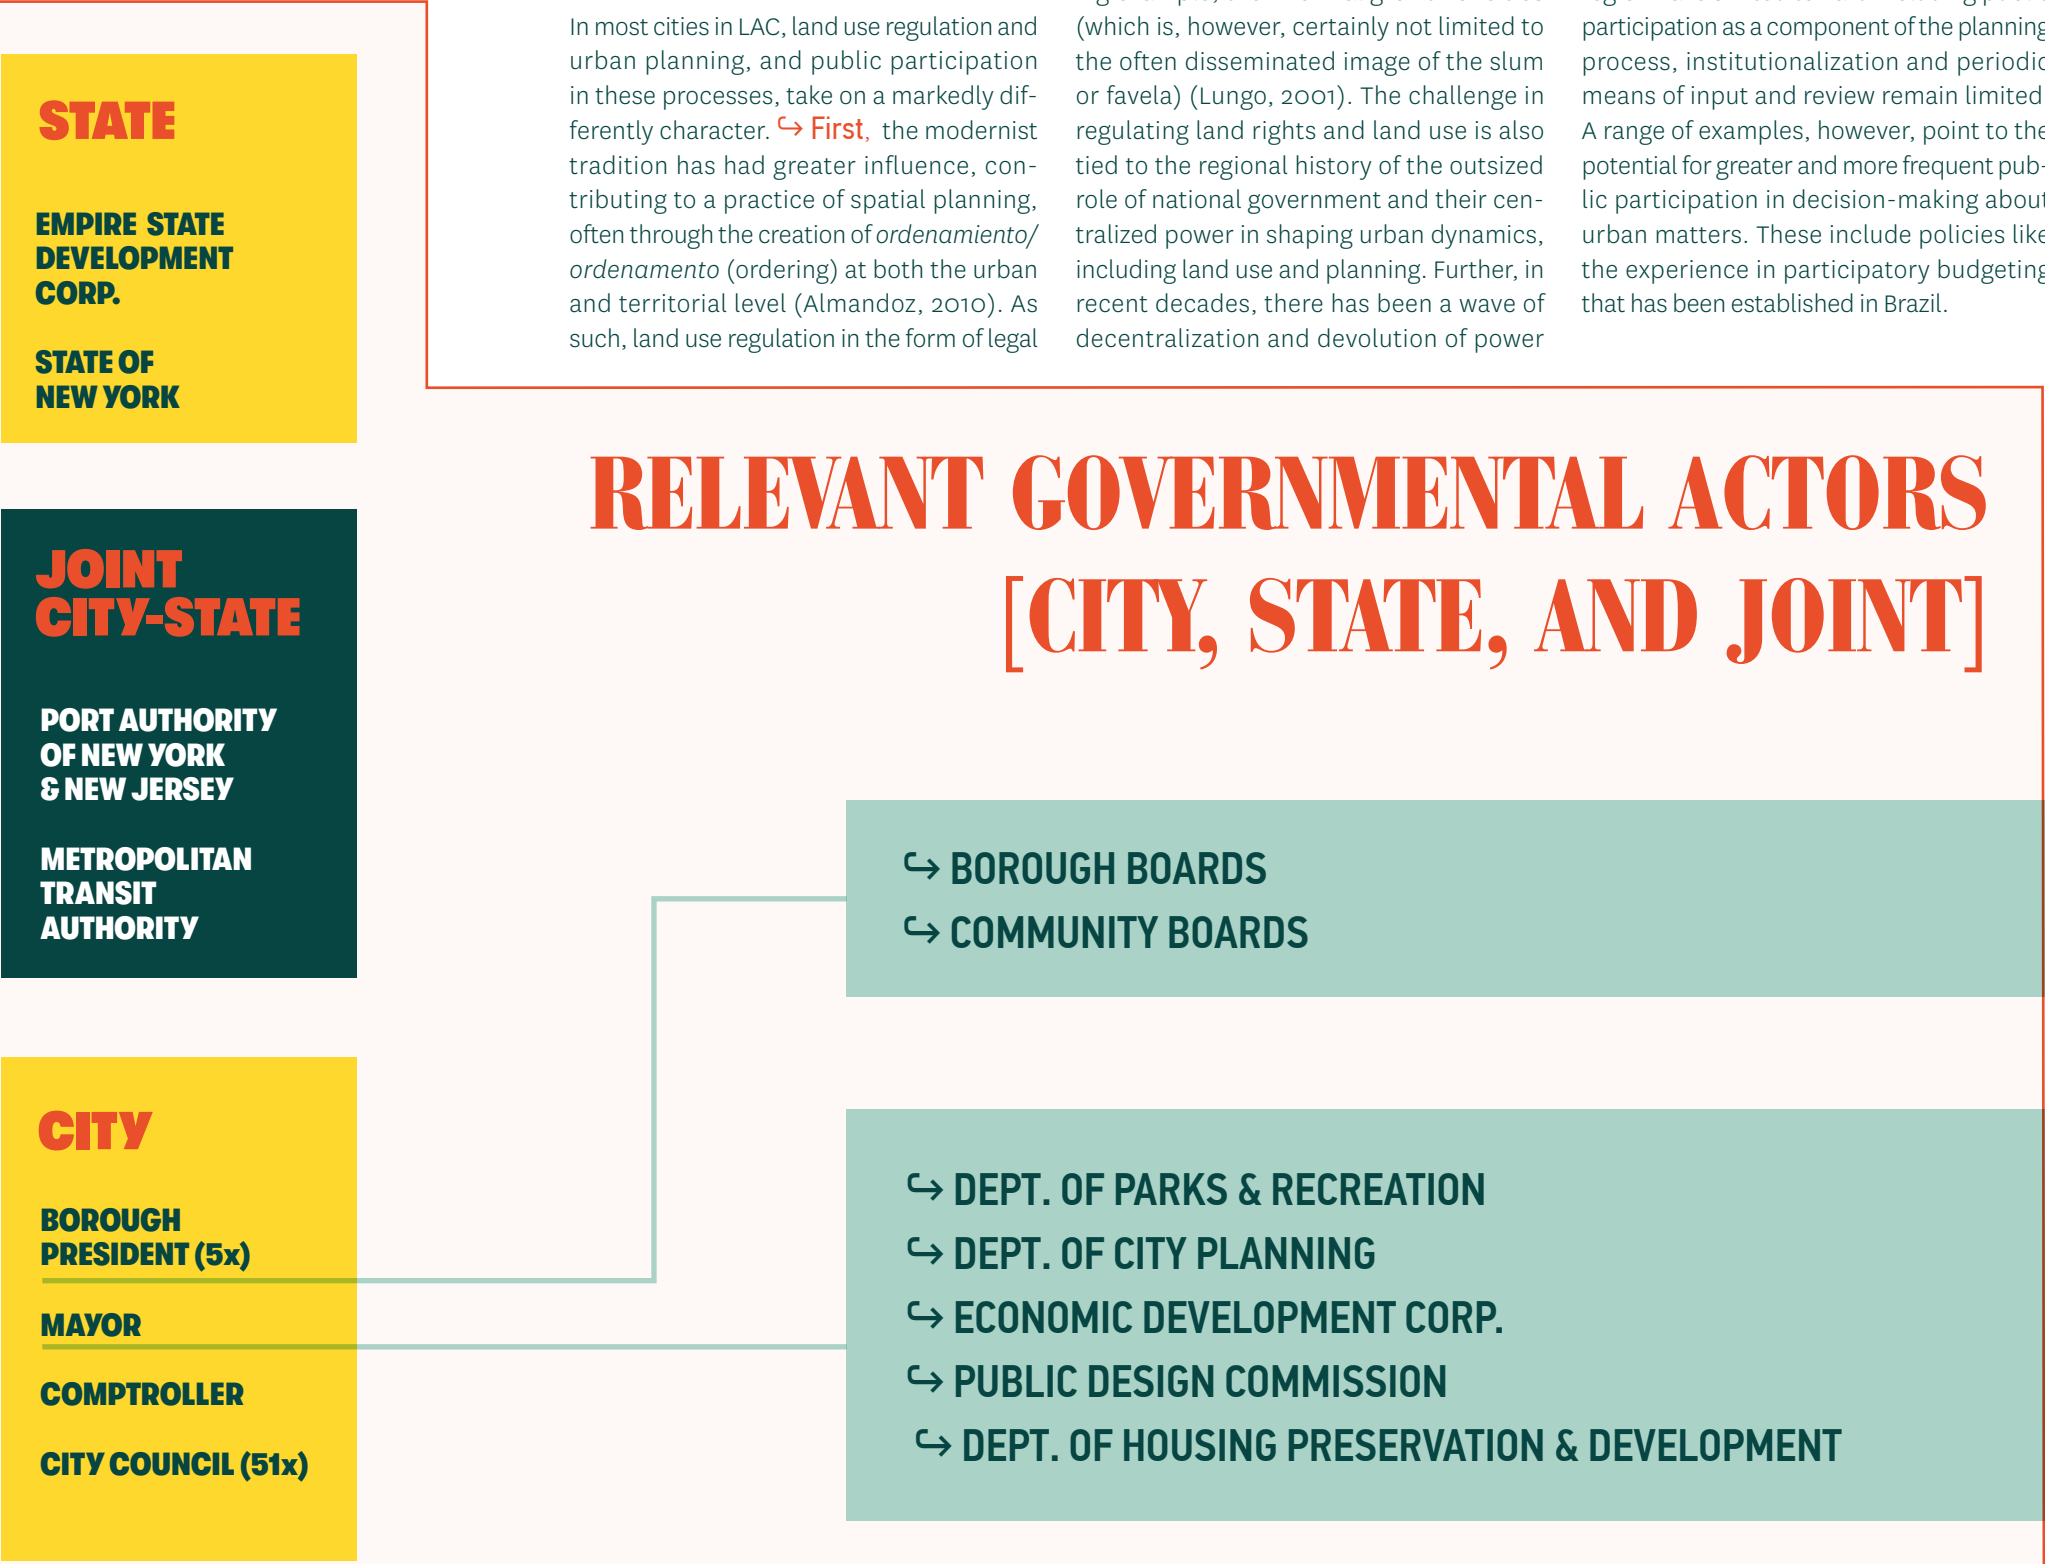 In most cities in LAC, land use regulation and
urban planning, and public participation
in these processes, take on a markedly dif-
ferently character. ↪ First, the modernist
tradition has had greater influence, con-
tributing to a practice of spatial planning,
often through the creation of ordenamiento/
ordenamento (ordering) at both the urban
and territorial level (Almandoz, 2010). As
such, land use regulation in the form of legal
(which is, however, certainly not limited to
the often disseminated image of the slum
or favela) (Lungo, 2001). The challenge in
regulating land rights and land use is also
tied to the regional history of the outsized
role of national government and their cen-
tralized power in shaping urban dynamics,
including land use and planning. Further, in
recent decades, there has been a wave of
decentralization and devolution of power
participation as a component of the planning
process, institutionalization and periodic
means of input and review remain limited.
A range of examples, however, point to the
potential for greater and more frequent pub-
lic participation in decision-making about
urban matters. These include policies like
the experience in participatory budgeting
that has been established in Brazil.
STATE
EMPIRE STATE
DEVELOPMENT
CORP.
STATE OF
NEW YORK
RELEVANT GOVERNMENTAL ACTORS
[CITY, STATE, AND JOINT]
JOINT
CITY-STATE
PORT AUTHORITY
OF NEW YORK
& NEW JERSEY
METROPOLITAN
TRANSIT
AUTHORITY
↪ BOROUGH BOARDS
↪ COMMUNITY BOARDS
CITY
BOROUGH
PRESIDENT (5x)
MAYOR
COMPTROLLER
CITY COUNCIL (51x)
↪ DEPT. OF PARKS & RECREATION
↪ DEPT. OF CITY PLANNING
↪ ECONOMIC DEVELOPMENT CORP.
↪ PUBLIC DESIGN COMMISSION
↪ DEPT. OF HOUSING PRESERVATION & DEVELOPMENT